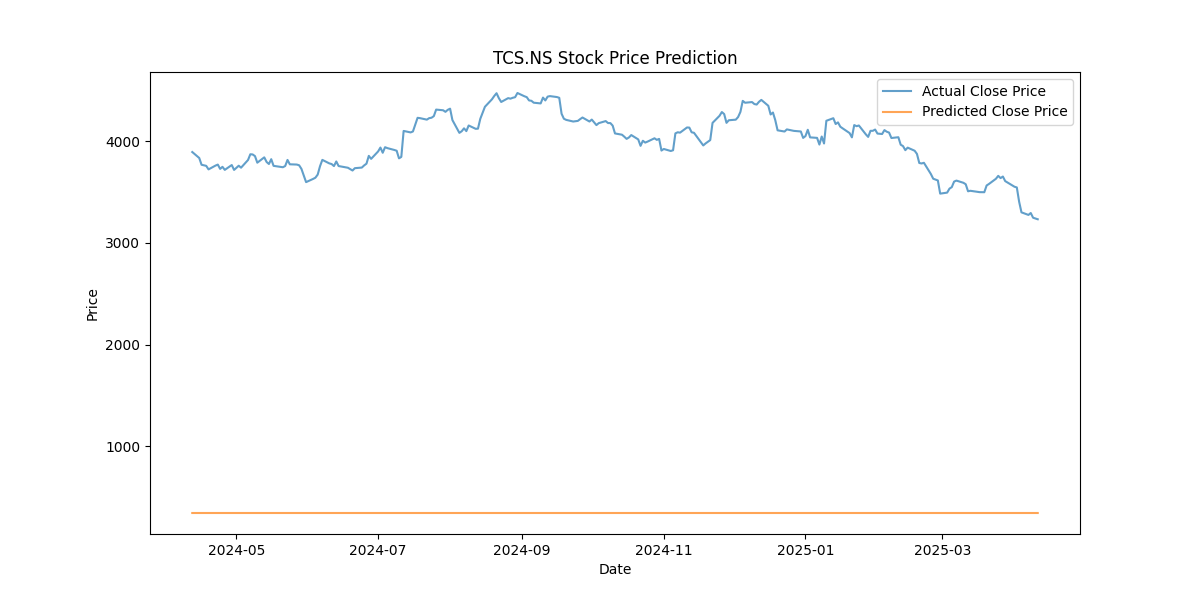 TCS.NS Stock Price Prediction
Actual Close Price
Predicted Close Price
4000
3000
2000
1000
Price
2024-05
2024-07
2024-09
2024-11
2025-01
2025-03
Date